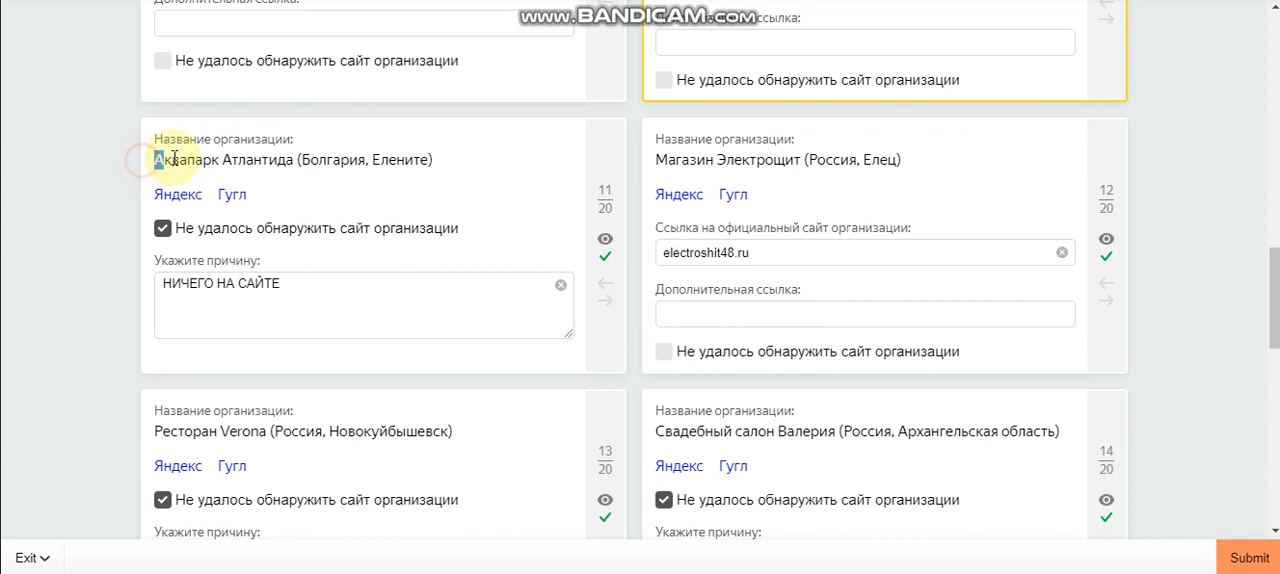 Дополнительная ссылка:
www.BANDICAM.com
Не удалось обнаружить сайт организации
Не удалось обнаружить сайт организации
Название организации:
Аквапарк Атлантида (Болгария, Елените)
Яндекс Гугл
Не удалось обнаружить сайт организации
Укажите причину:
НИЧЕГО НА САЙТЕ
11
20
Название организации:
Магазин Электрощит (Россия, Елец)
Яндекс Гугл
Ссылка на официальный сайт организации:
electroshit48.ru
Дополнительная ссылка:
Не удалось обнаружить сайт организации
12
20
Название организации:
Ресторан Verona (Россия, Новокуйбышевск)
Яндекс Гугл
Не удалось обнаружить сайт организации
Укажите причину:
13
20
Название организации:
Свадебный салон Валерия (Россия, Архангельская область)
Яндекс Гугл
Не удалось обнаружить сайт организации
Укажите причину:
14
20
Exit
Submit